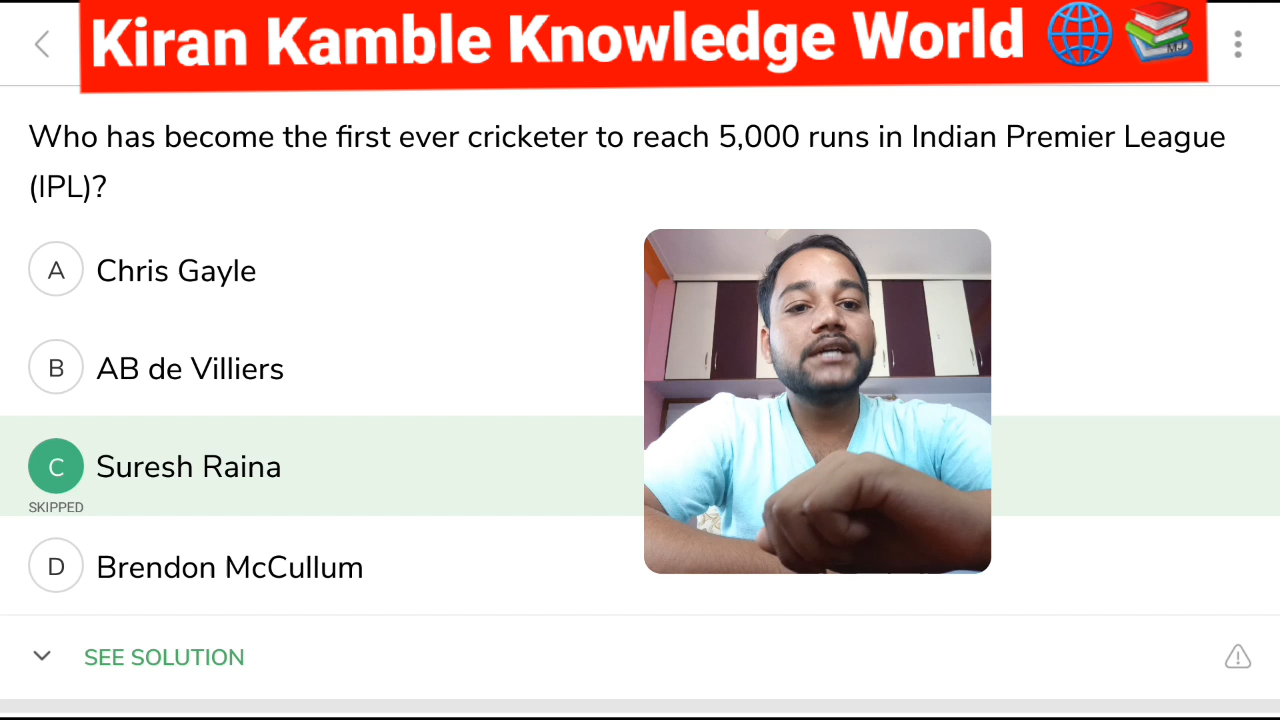 Kiran Kamble Knowledge World
MJ
Who has become the first ever cricketer to reach 5,000 runs in Indian Premier League
(IPL)?
A Chris Gayle
B AB de Villiers
C Suresh Raina
SKIPPED
D Brendon McCullum
SEE SOLUTION